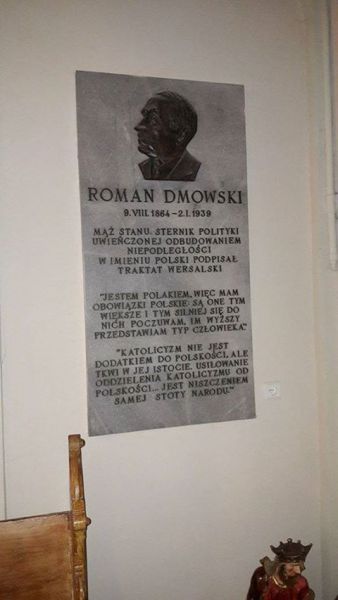 ROMAN DMOWSKI
9.VIII.1864-2.I.1939
MĄŻ STANU. STERNIK POLITYKI
UWIEŃCZONEJ ODBUDOWANIEM
NIEPODLEGŁOŚCI
W IMIENIU POLSKI PODPISAŁ
TRAKTAT WERSALSKI
"JESTEM POLAKIEM, WIĘC MAM
OBOWIĄZKI POLSKIE: SĄ ONE TYM
WIĘKSZE I TYM SILNIEJ SIĘ DO
NICH POCZUWAM, IM WYŻSZY
PRZEDSTAWIAM TYP CZŁOWIEKA."
"KATOLICYZM NIE JEST
DODATKIEM DO POLSKOŚCI, ALE
TKWI W JEJ ISTOCIE. USIŁOWANIE
ODDZIELENIA KATOLICYZMU OD
POLSKOŚCI... JEST NISZCZENIEM
SAMEJ STOTY NARODU."